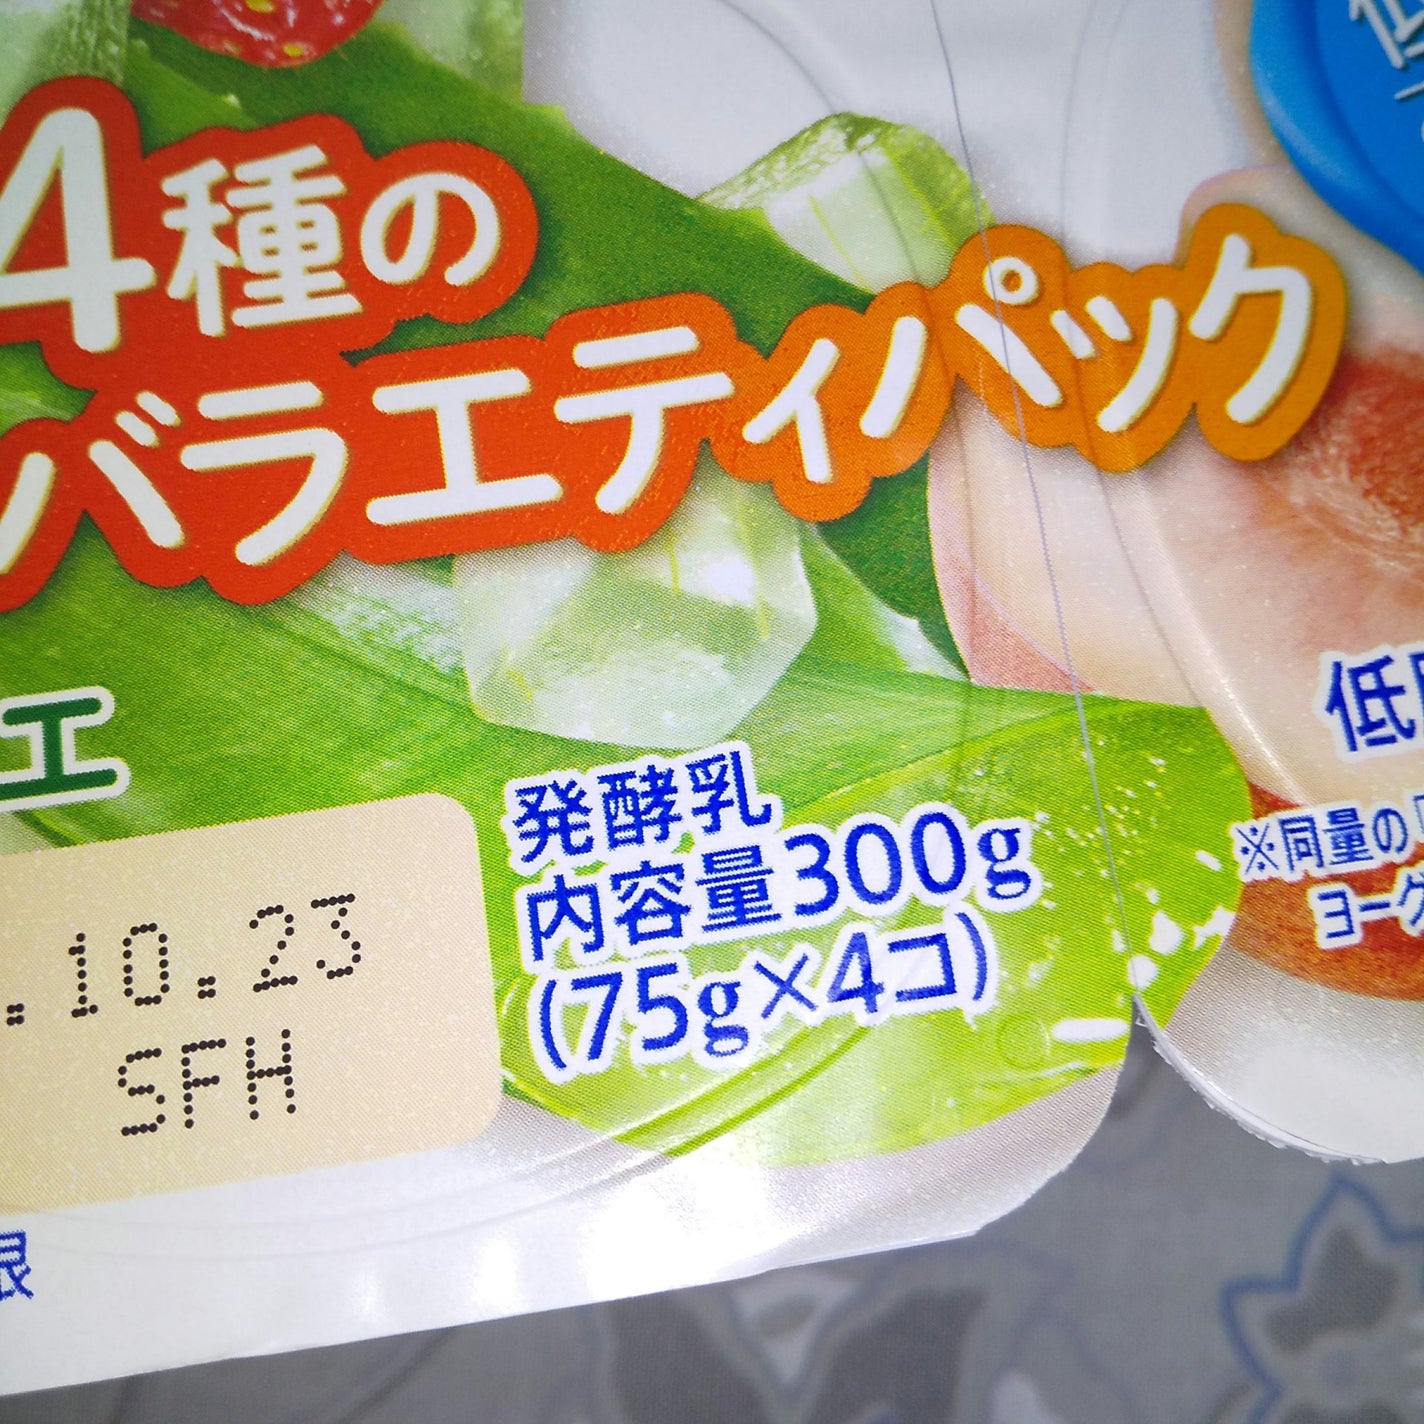 4種の
バラエティパック
エ
発酵乳
内容量300g
(75g×4コ)
.10.23
SFH
限
低
※同量の
ヨーグ